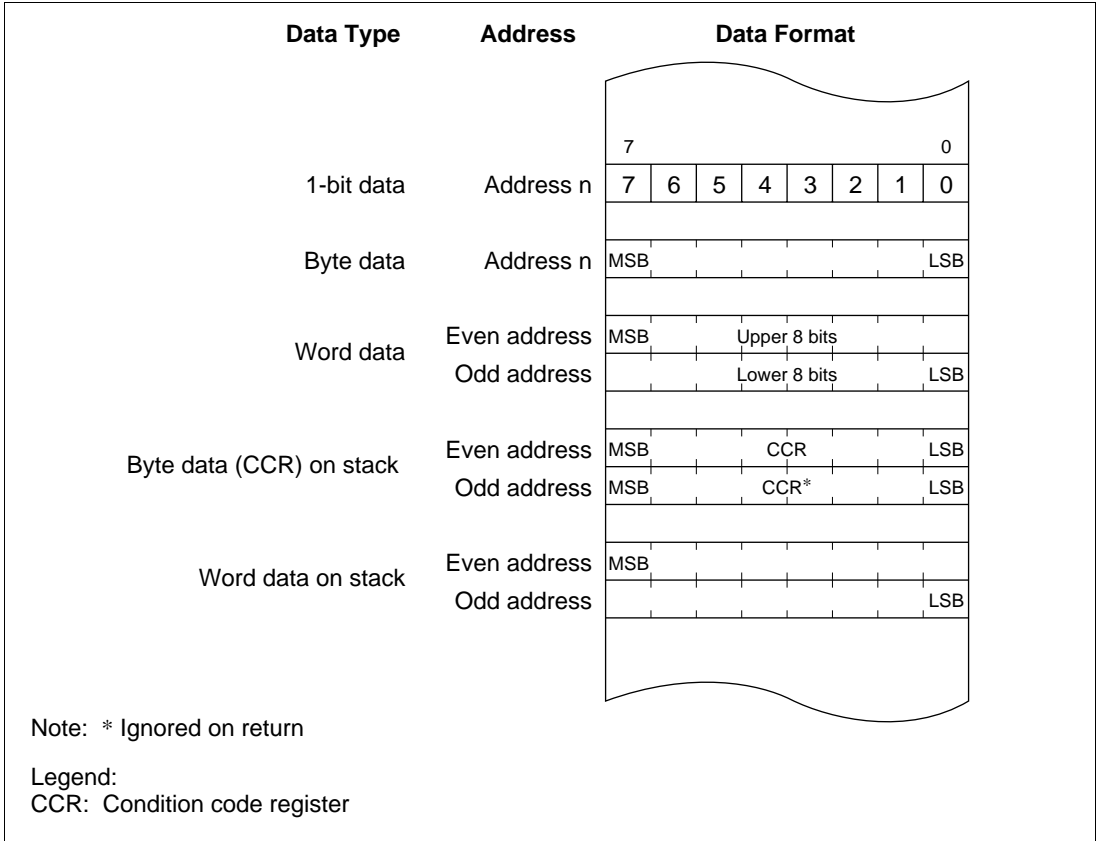 Data Type Address Data Format
7 0
1-bit data Address n 7 6 5 4 3 2 1 0
Byte data Address n MSB LSB
Word data
Even address MSB Upper 8 bits
Odd address Lower 8 bits LSB
Byte data (CCR) on stack
Even address MSB CCR LSB
Odd address MSB CCR* LSB
Word data on stack
Even address MSB
Odd address LSB
Note: * Ignored on return
Legend:
CCR: Condition code register